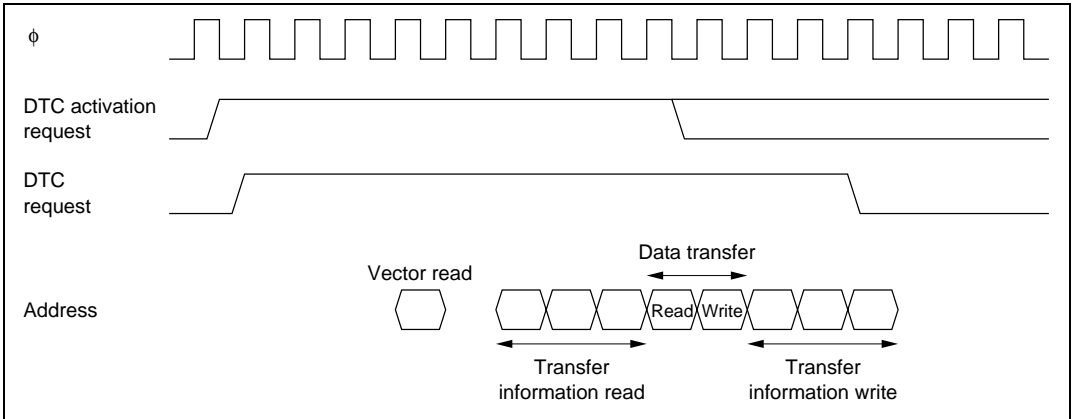 φ
DTC activation
request
DTC
request
Data transfer
Vector read
Address
Read Write
Transfer
information read
Transfer
information write